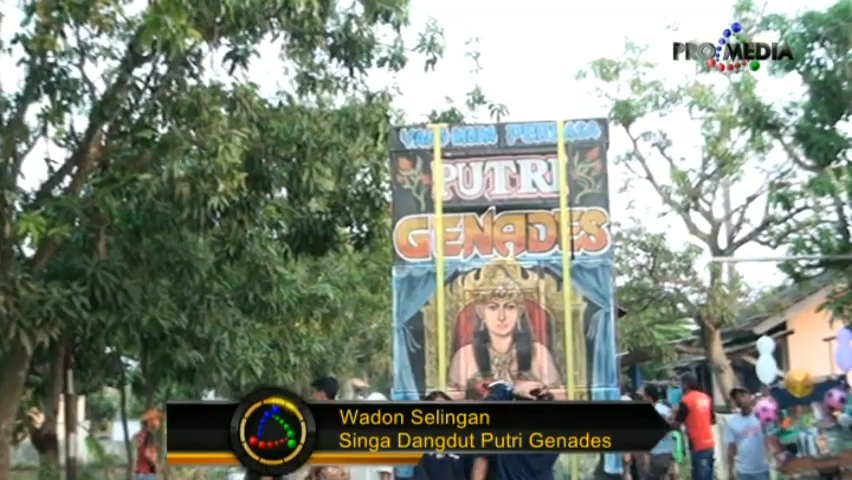 PRO MEDIA
PUTRI
GENADES
Wadon Selingan
Singa Dangdut Putri Genades